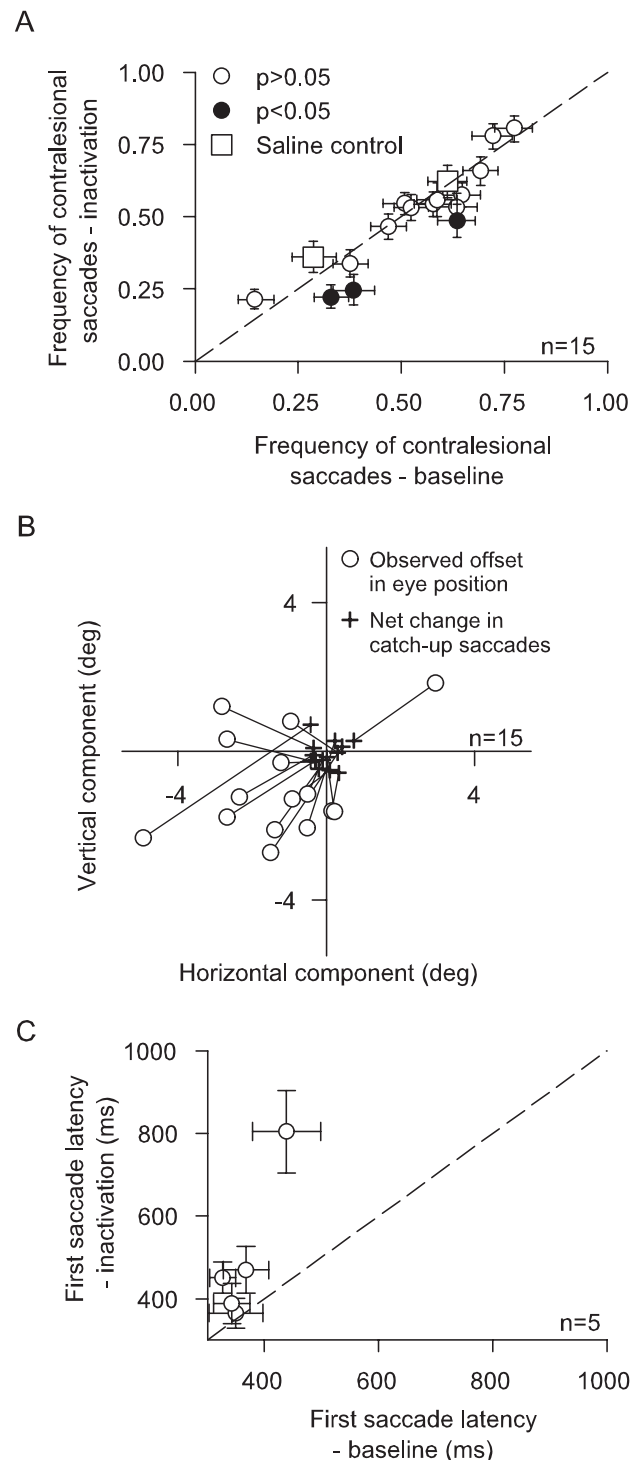 A
Frequency of contralesional
saccades - inactivation
1.00
0.75
0.50
0.25
0.00
p>0.05
p<0.05
Saline control
n=15
0.00 0.25 0.50 0.75 1.00
Frequency of contralesional
saccades - baseline
B
Vertical component (deg)
4
-4
-4
4
Observed offset
in eye position
Net change in
catch-up saccades
n=15
Horizontal component (deg)
C
First saccade latency
- inactivation (ms)
1000
800
600
400
n=5
400 600 800 1000
First saccade latency
- baseline (ms)